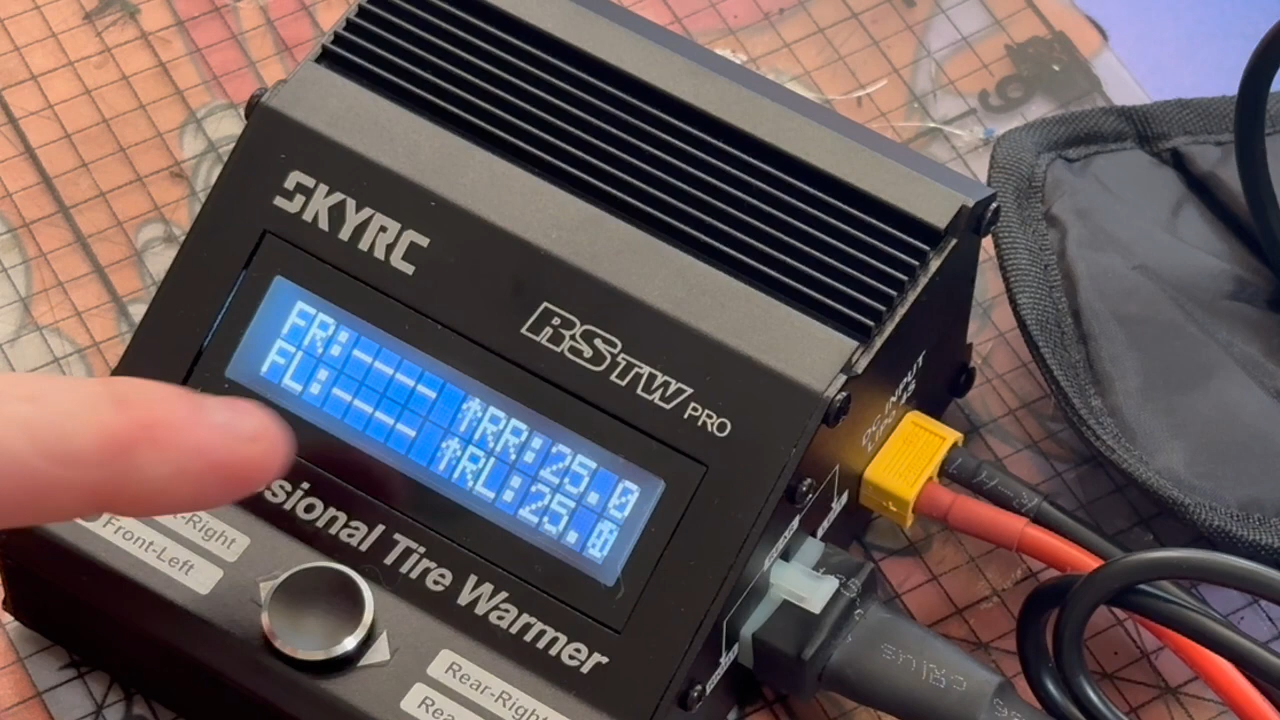 SKYRC
RSTW PRO
FR:---- ↑RR:25.0
FL:---- ↑RL:25.
sional Tire Warmer
t-Right
Front-Left
Rear-Right
Rea
DC INPUT
LiPo 4S